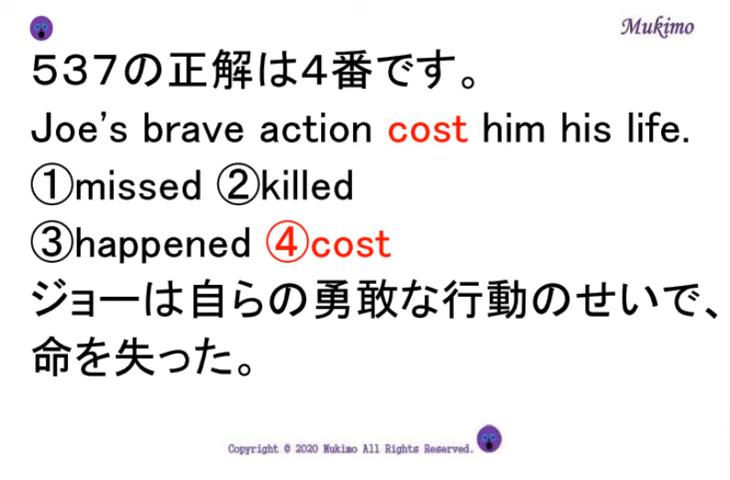 Mukimo
５３７の正解は４番です。
Joe's brave action cost him his life.
①missed ②killed
③happened ④cost
ジョーは自らの勇敢な行動のせいで、
命を失った。
Copyright © 2020 Mukimo All Rights Reserved.